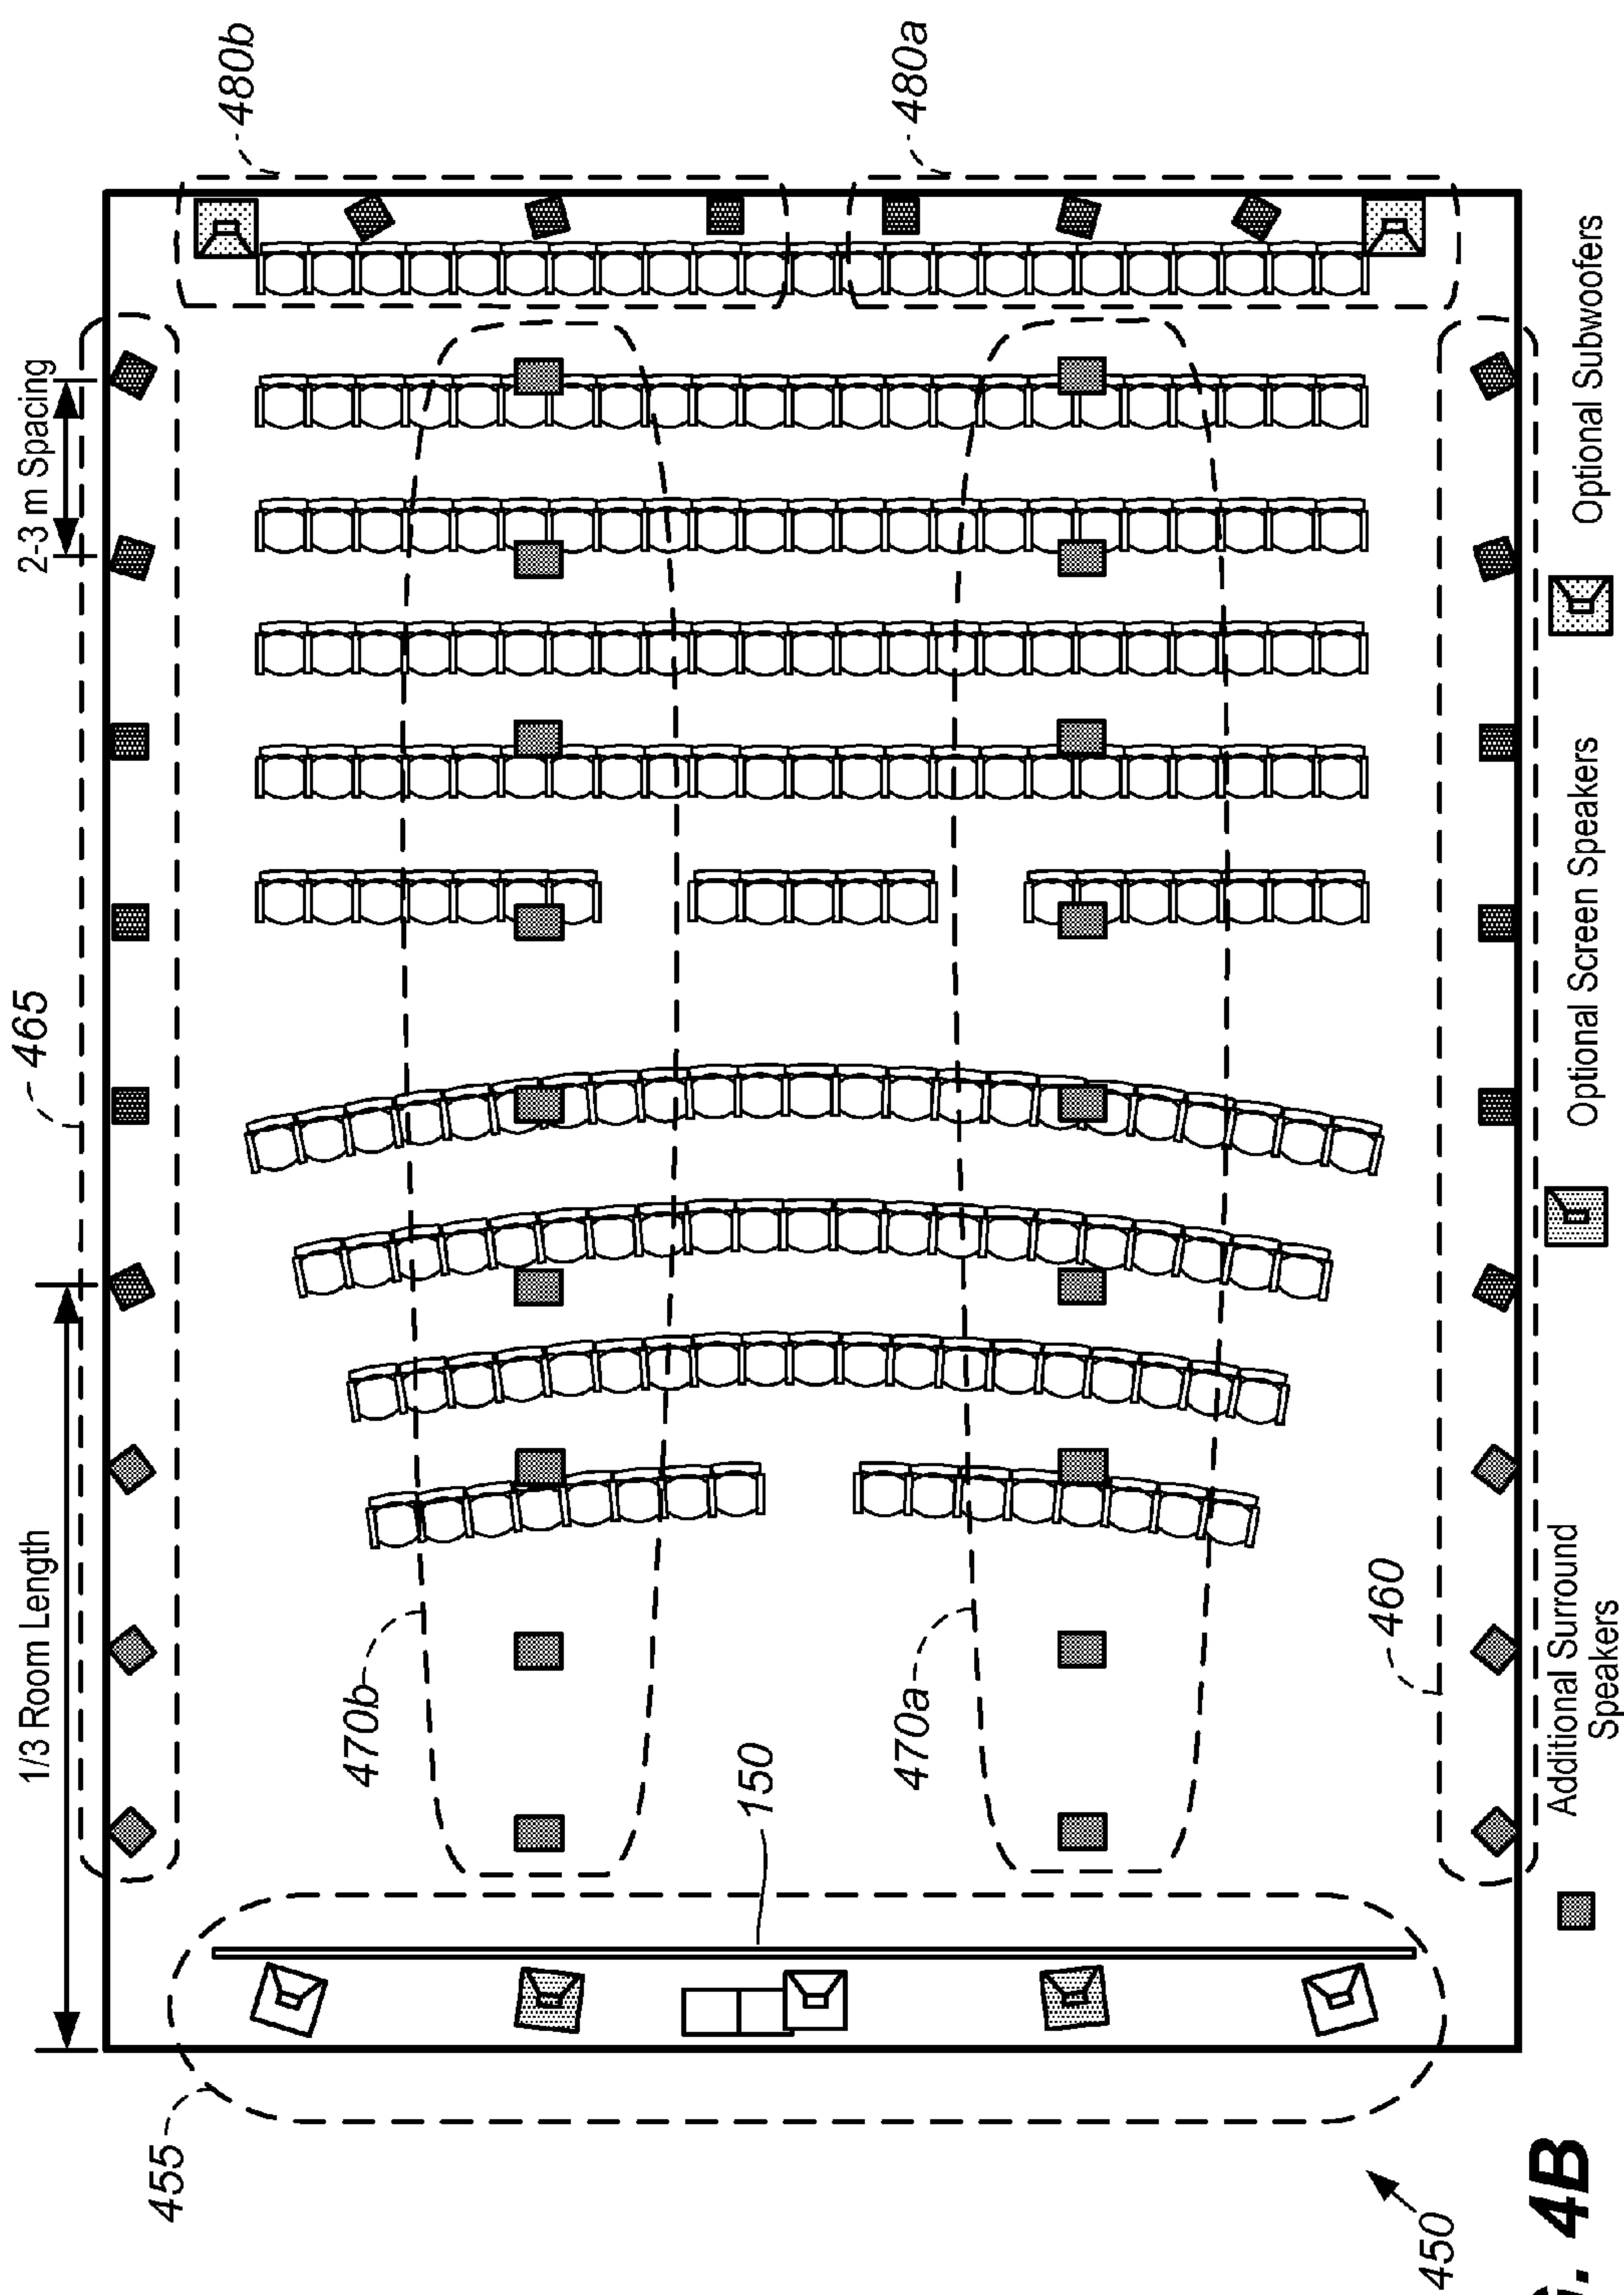 480b
480a
2-3 m Spacing
465
1/3 Room Length
470b
470a
150
460
455
450
Additional Surround
Speakers
Optional Screen Speakers
Optional Subwoofers
4B